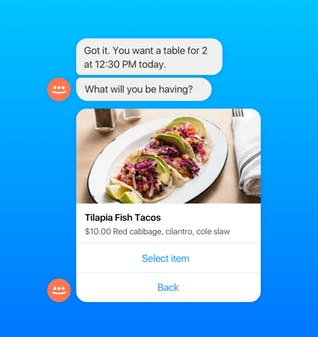 Got it. You want a table for 2
at 12:30 PM today.
What will you be having?
Tilapia Fish Tacos
$10.00 Red cabbage, cilantro, cole slaw
Select item
Back